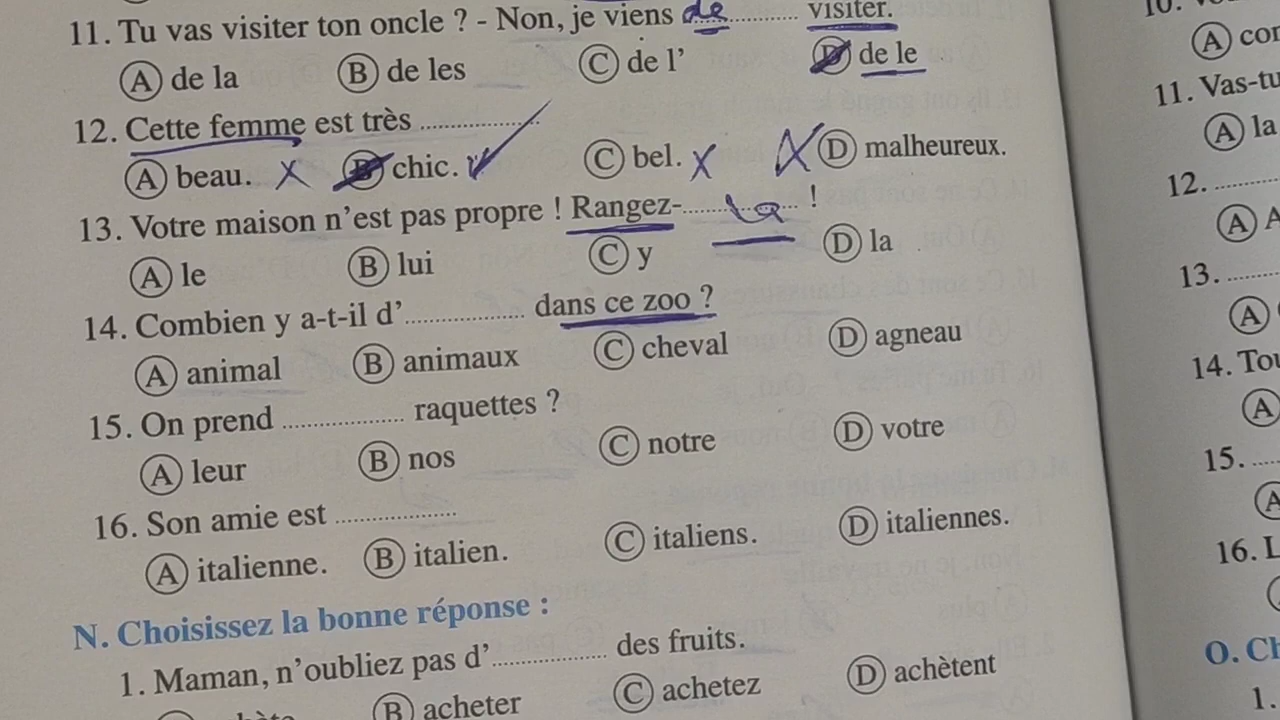 11. Tu vas visiter ton oncle ? - Non, je viens de visiter.
A de la B de les C de l' D de le
12. Cette femme est très ..............
A beau. B chic. C bel. D malheureux.
13. Votre maison n'est pas propre ! Rangez- la !
A le B lui C y D la
14. Combien y a-t-il d'.............. dans ce zoo ?
A animal B animaux C cheval D agneau
15. On prend .............. raquettes ?
A leur B nos C notre D votre
16. Son amie est ..............
A italienne. B italien. C italiens. D italiennes.
N. Choisissez la bonne réponse :
1. Maman, n'oubliez pas d'.............. des fruits.
B acheter C achetez D achètent
10.
A
11. Vas-tu
A la
12. ..............
A
13. ..............
A
14.
A
15. ....
A
16.
O.
1.